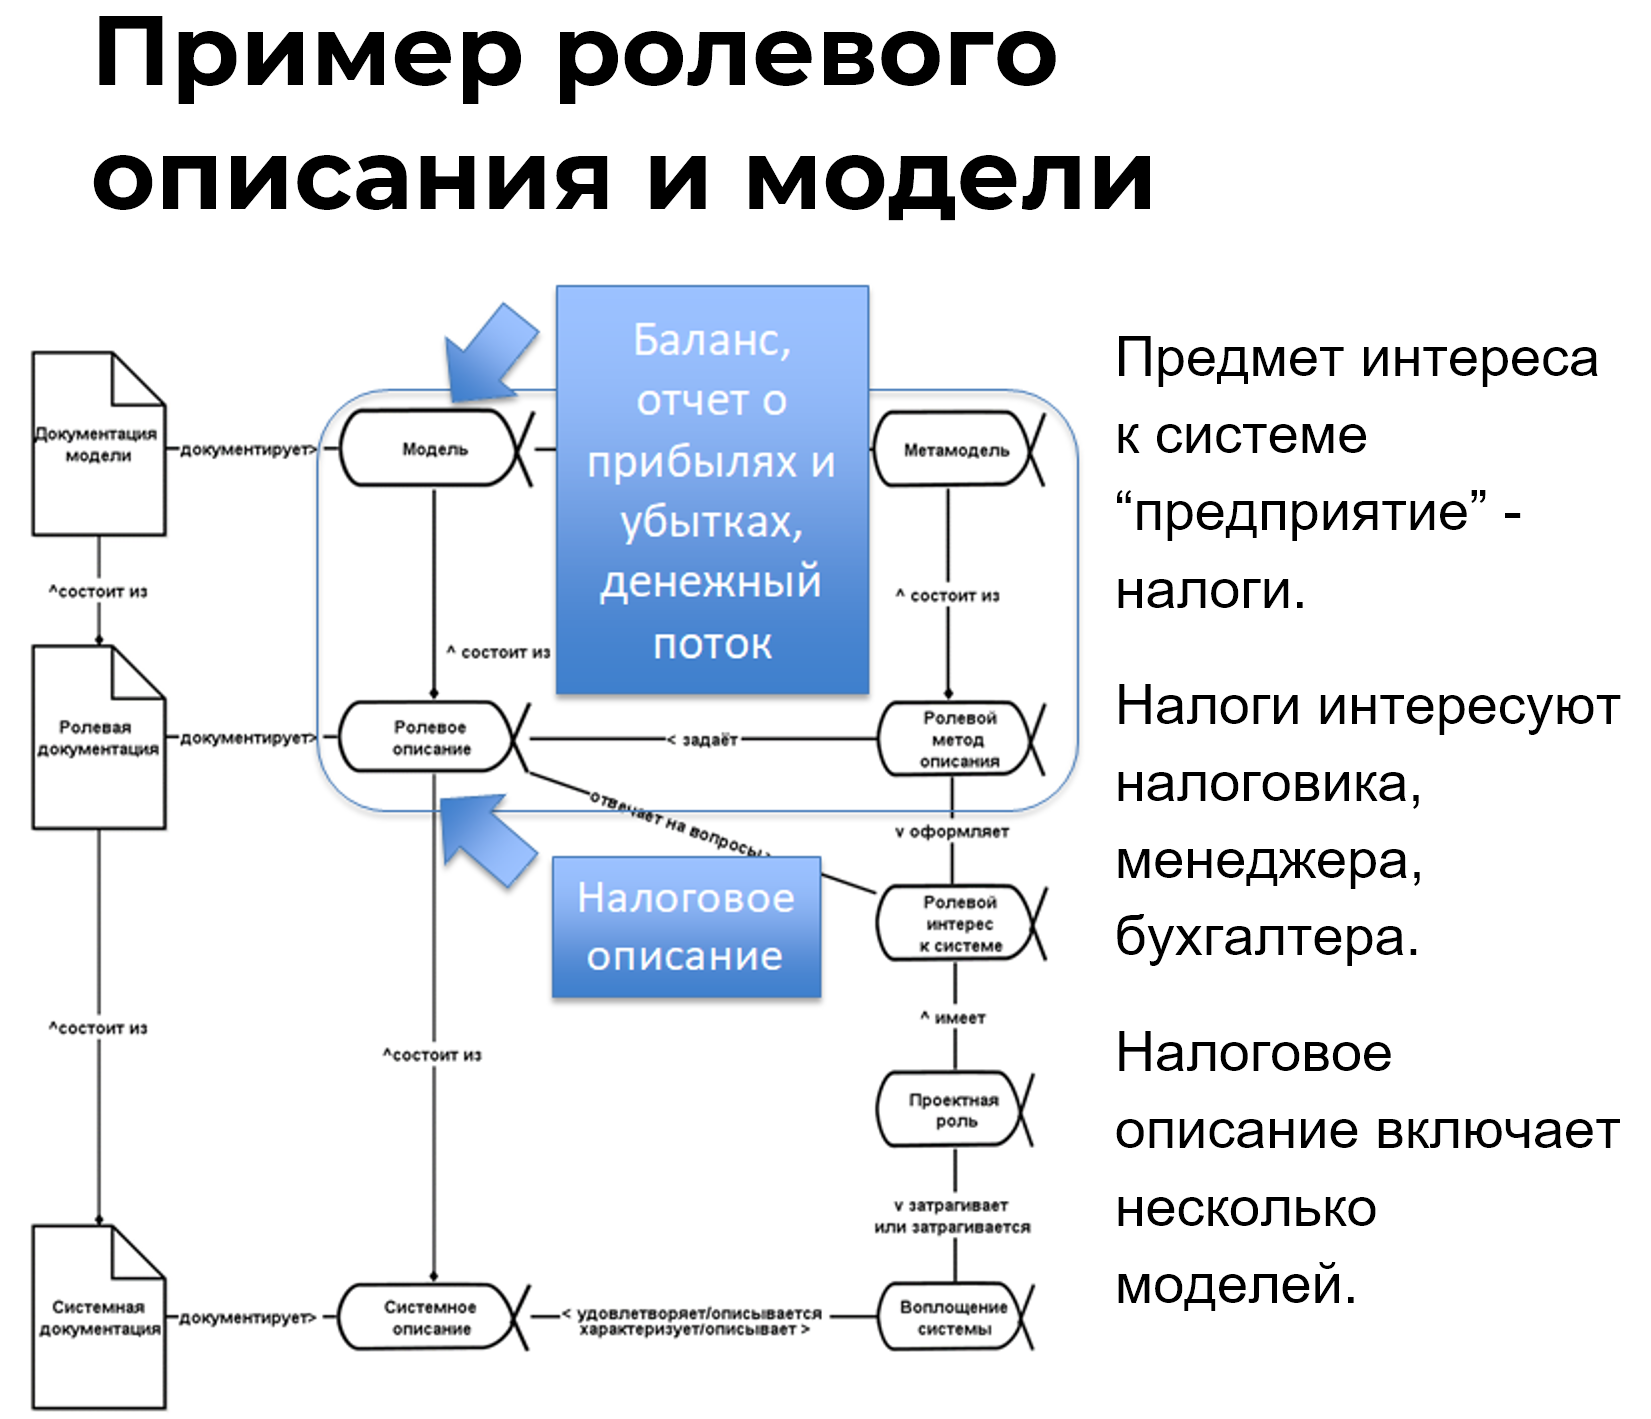 Пример ролевого
описания и модели
Баланс,
отчет о
прибылях и
убытках,
денежный
поток
Документация
модели
документирует>
Модель
Метамодель
^состоит из
^ состоит из
^ состоит из
Ролевая
документация
документирует>
Ролевое
описание
< задаёт
Ролевой
метод
описания
отвечает на вопросы>
v оформляет
Налоговое
описание
Ролевой
интерес
к системе
^ имеет
^состоит из
^состоит из
Проектная
роль
v затрагивает
или затрагивается
Системная
документация
документирует>
Системное
описание
< удовлетворяет/описывается
характеризует/описывает >
Воплощение
системы
Предмет интереса
к системе
“предприятие” -
налоги.
Налоги интересуют
налоговика,
менеджера,
бухгалтера.
Налоговое
описание включает
несколько
моделей.